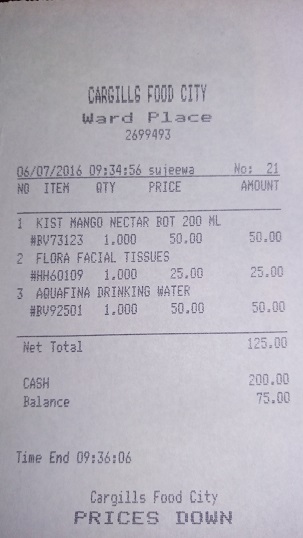 CARGILLS FOOD CITY
Ward Place
2699493
06/07/2016 09:34:56 sujeewa No: 21
NO ITEM QTY PRICE AMOUNT
1 KIST MANGO NECTAR BOT 200 ML
#BV73123 1.000 50.00 50.00
2 FLORA FACIAL TISSUES
#HH60109 1.000 25.00 25.00
3 AQUAFINA DRINKING WATER
#BV92501 1.000 50.00 50.00
Net Total 125.00
CASH 200.00
Balance 75.00
Time End 09:36:06
Cargills Food City
PRICES DOWN